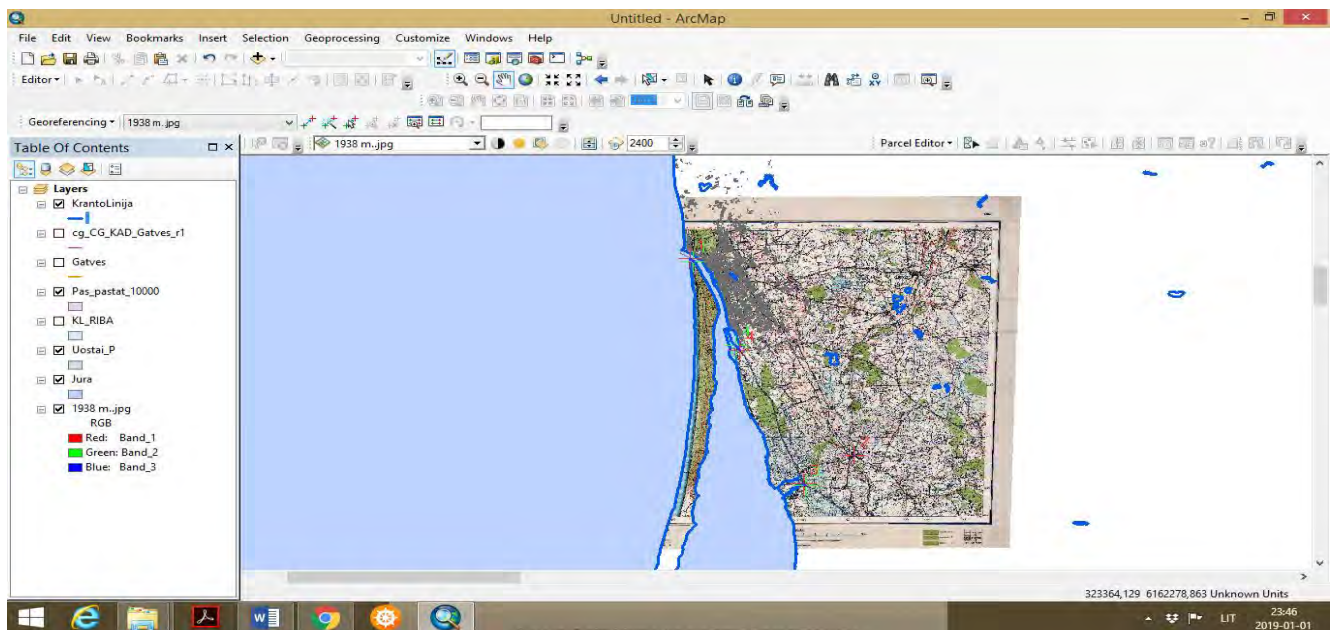 Untitled - ArcMap
File Edit View Bookmarks Insert Selection Geoprocessing Customize Windows Help
Editor
Georeferencing 1938 m. jpg
Table Of Contents
1938 m..jpg
2400
Parcel Editor
Layers
KrantoLinija
cg_CG_KAD_Gatves_r1
Gatves
Pas_pastat_10000
KL_RIBA
Uostai_P
Jura
1938 m..jpg
RGB
Red: Band_1
Green: Band_2
Blue: Band_3
323364,129 6162278,863 Unknown Units
LIT
23:46
2019-01-01